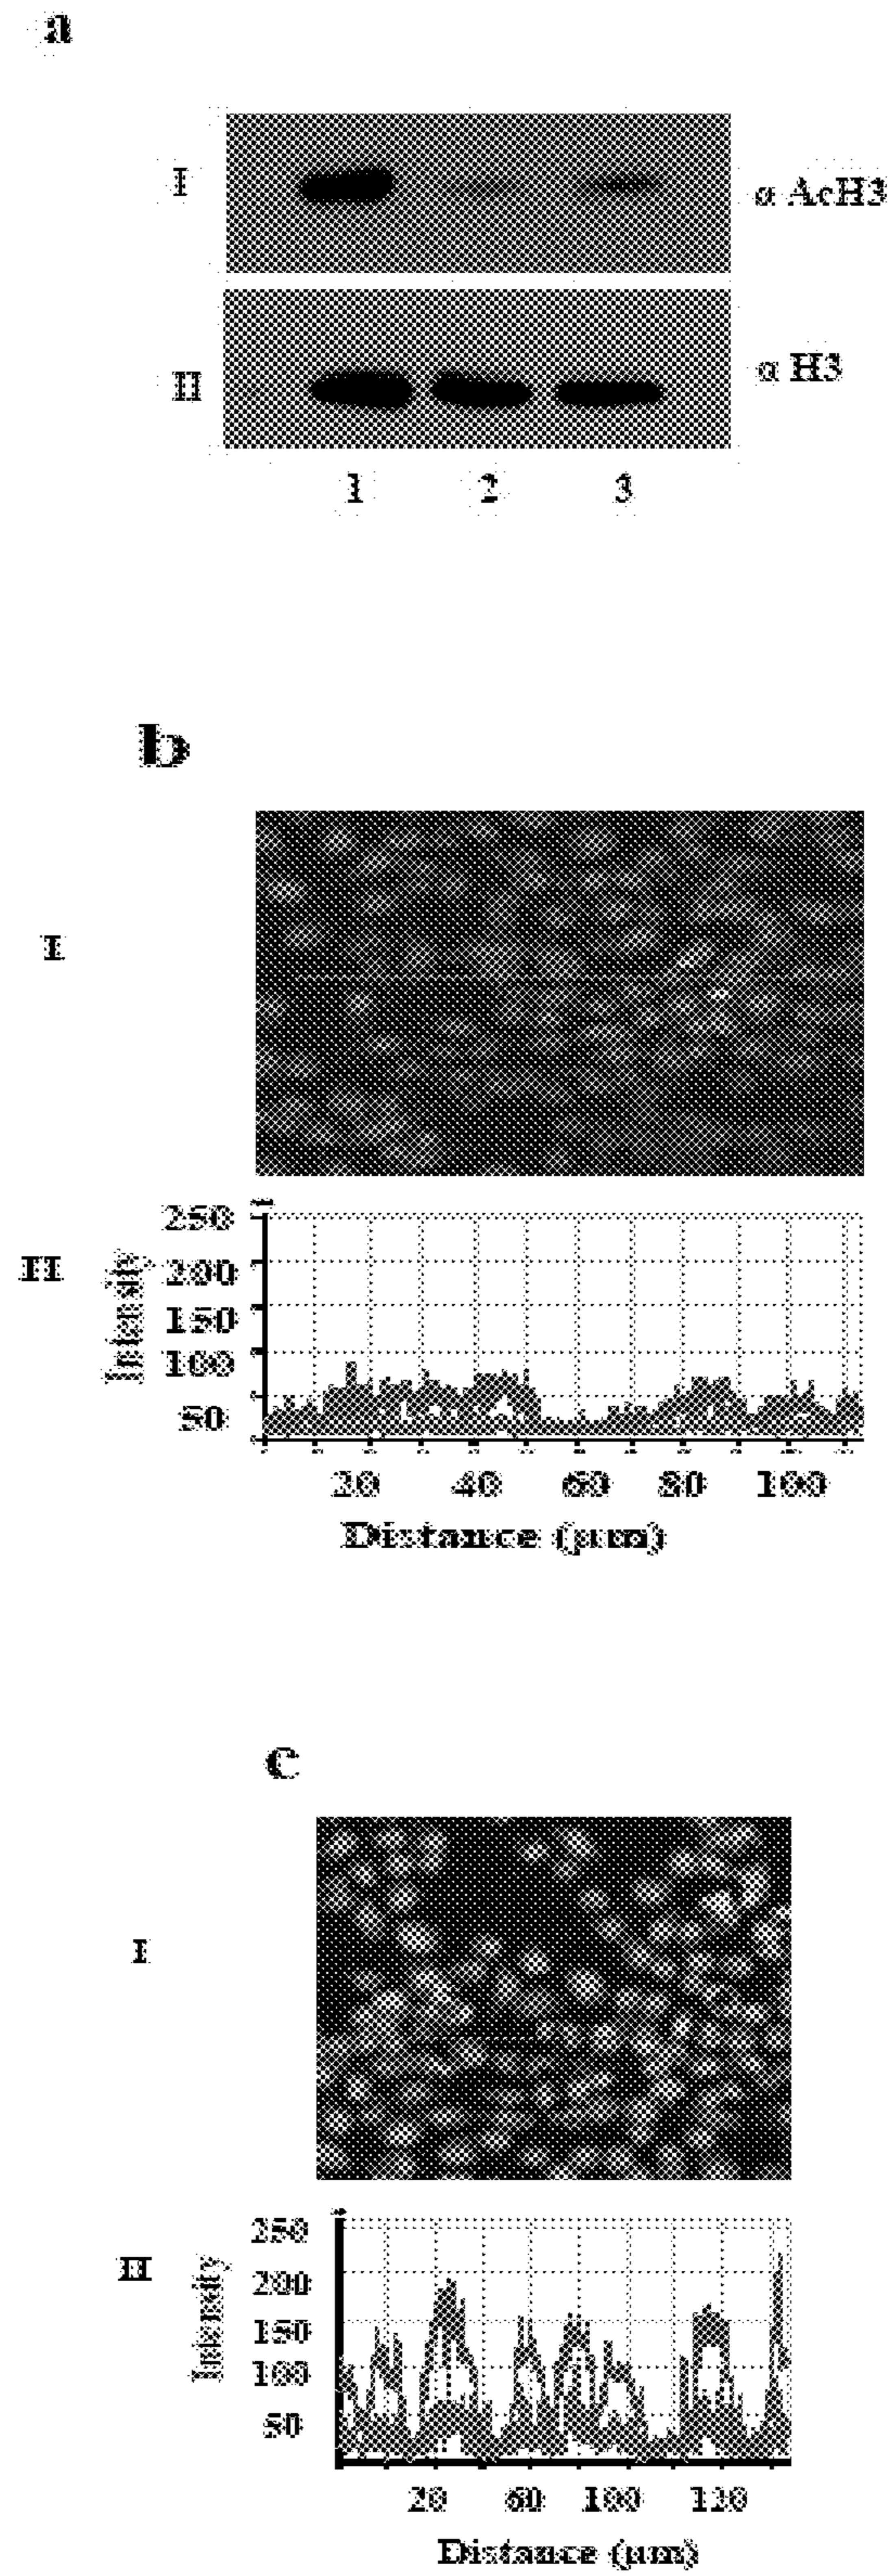 a
I
α AcH3
II
α H3
1 2 3
b
I
II
Intensity
250
200
150
100
50
20 40 60 80 100
Distance (μm)
c
I
II
Intensity
250
200
150
100
50
20 60 100 120
Distance (μm)